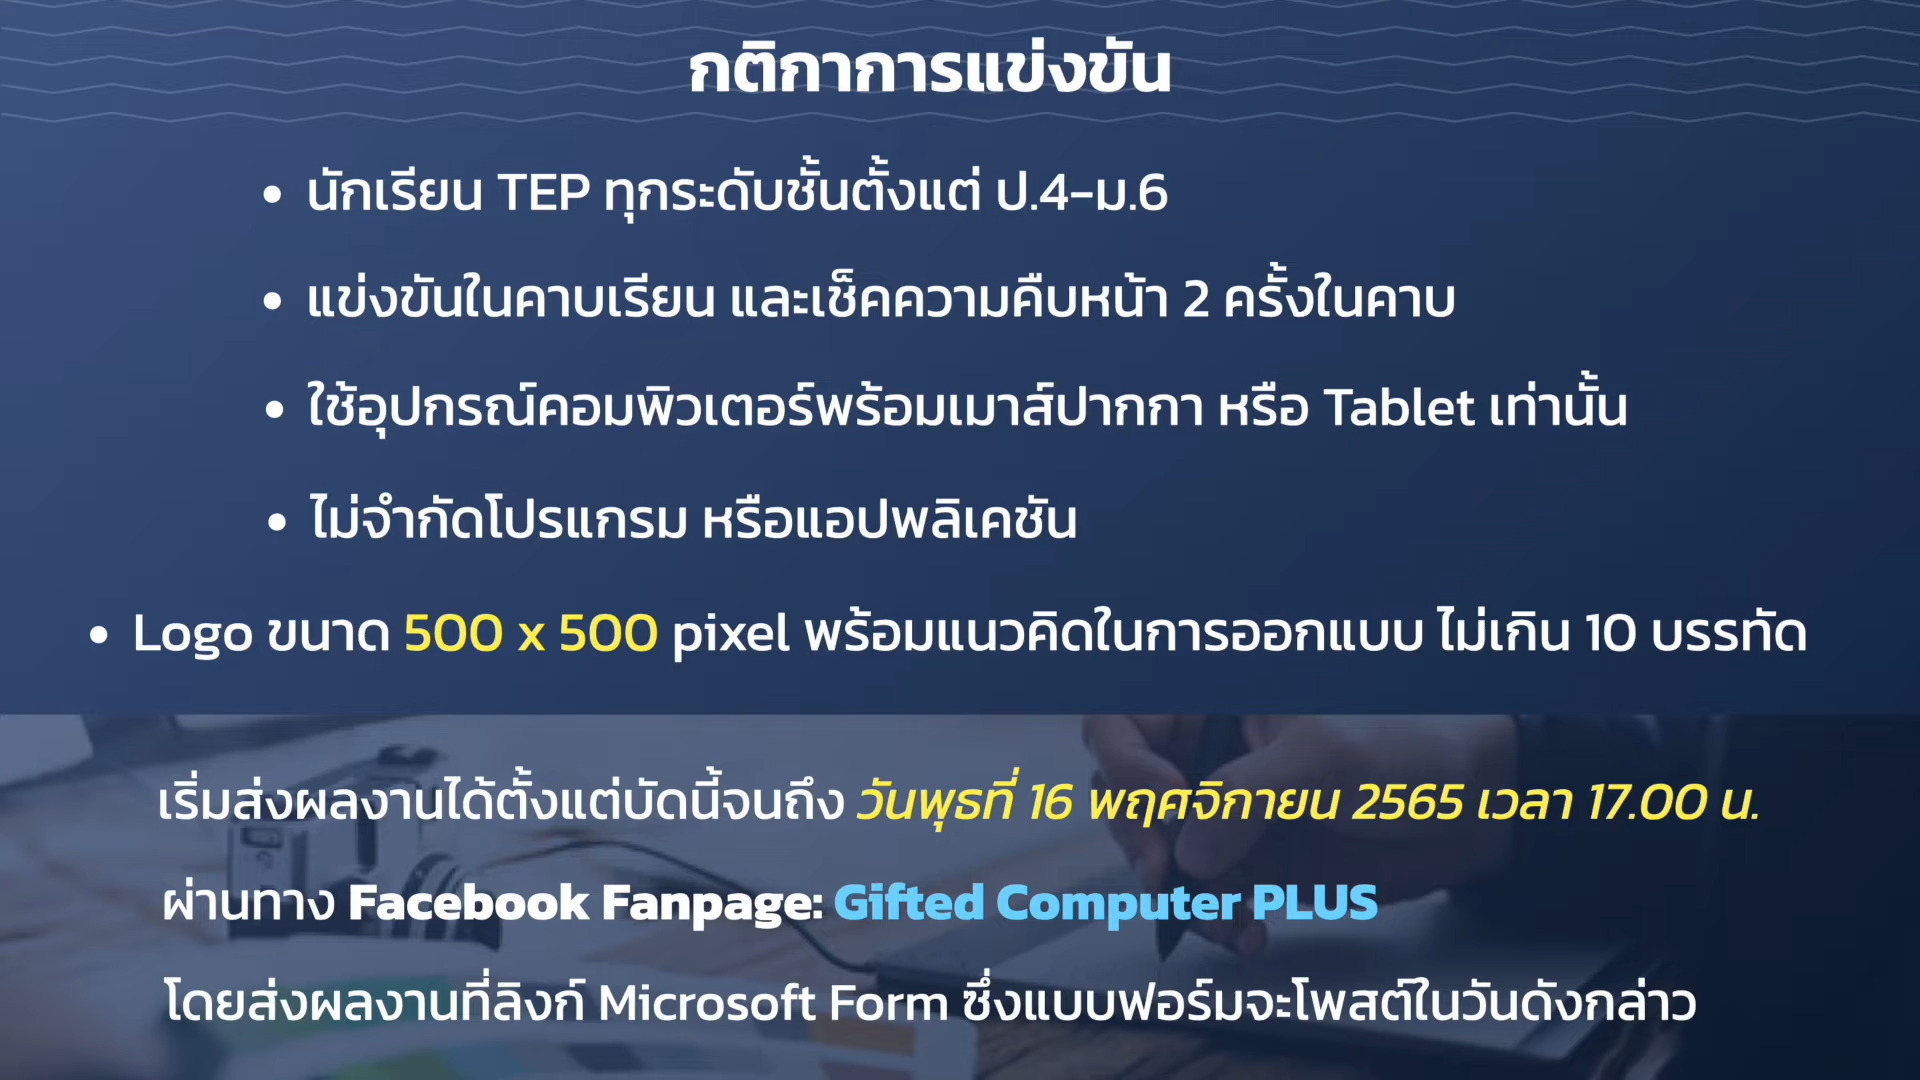 กติกาการแข่งขัน
• นักเรียน TEP ทุกระดับชั้นตั้งแต่ ป.4-ม.6
• แข่งขันในคาบเรียน และเช็คความคืบหน้า 2 ครั้งในคาบ
• ใช้อุปกรณ์คอมพิวเตอร์พร้อมเมาส์ปากกา หรือ Tablet เท่านั้น
• ไม่จำกัดโปรแกรม หรือแอปพลิเคชัน
• Logo ขนาด 500 x 500 pixel พร้อมแนวคิดในการออกแบบ ไม่เกิน 10 บรรทัด
เริ่มส่งผลงานได้ตั้งแต่บัดนี้จนถึง วันพุธที่ 16 พฤศจิกายน 2565 เวลา 17.00 น.
ผ่านทาง Facebook Fanpage: Gifted Computer PLUS
โดยส่งผลงานที่ลิงก์ Microsoft Form ซึ่งแบบฟอร์มจะโพสต์ในวันดังกล่าว